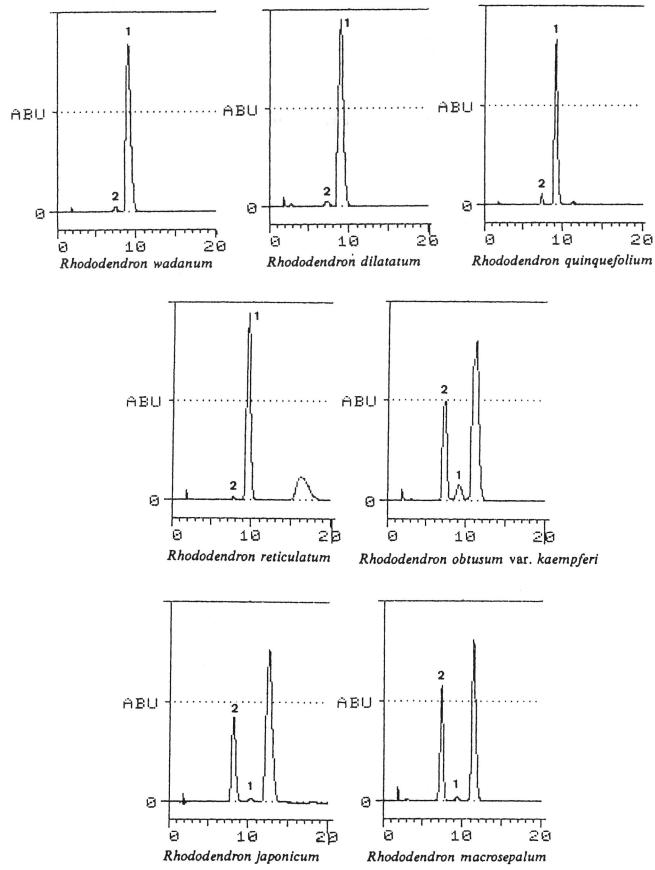 1
2
ABU
0
0 10 20
Rhododendron wadanum
1
2
ABU
0
0 10 20
Rhododendron dilatatum
1
2
ABU
0
0 10 20
Rhododendron quinquefolium
1
2
ABU
0
0 10 20
Rhododendron reticulatum
2
1
ABU
0
0 10 20
Rhododendron obtusum var. kaempferi
2
1
ABU
0
0 10 20
Rhododendron japonicum
2
1
ABU
0
0 10 20
Rhododendron macrosepalum